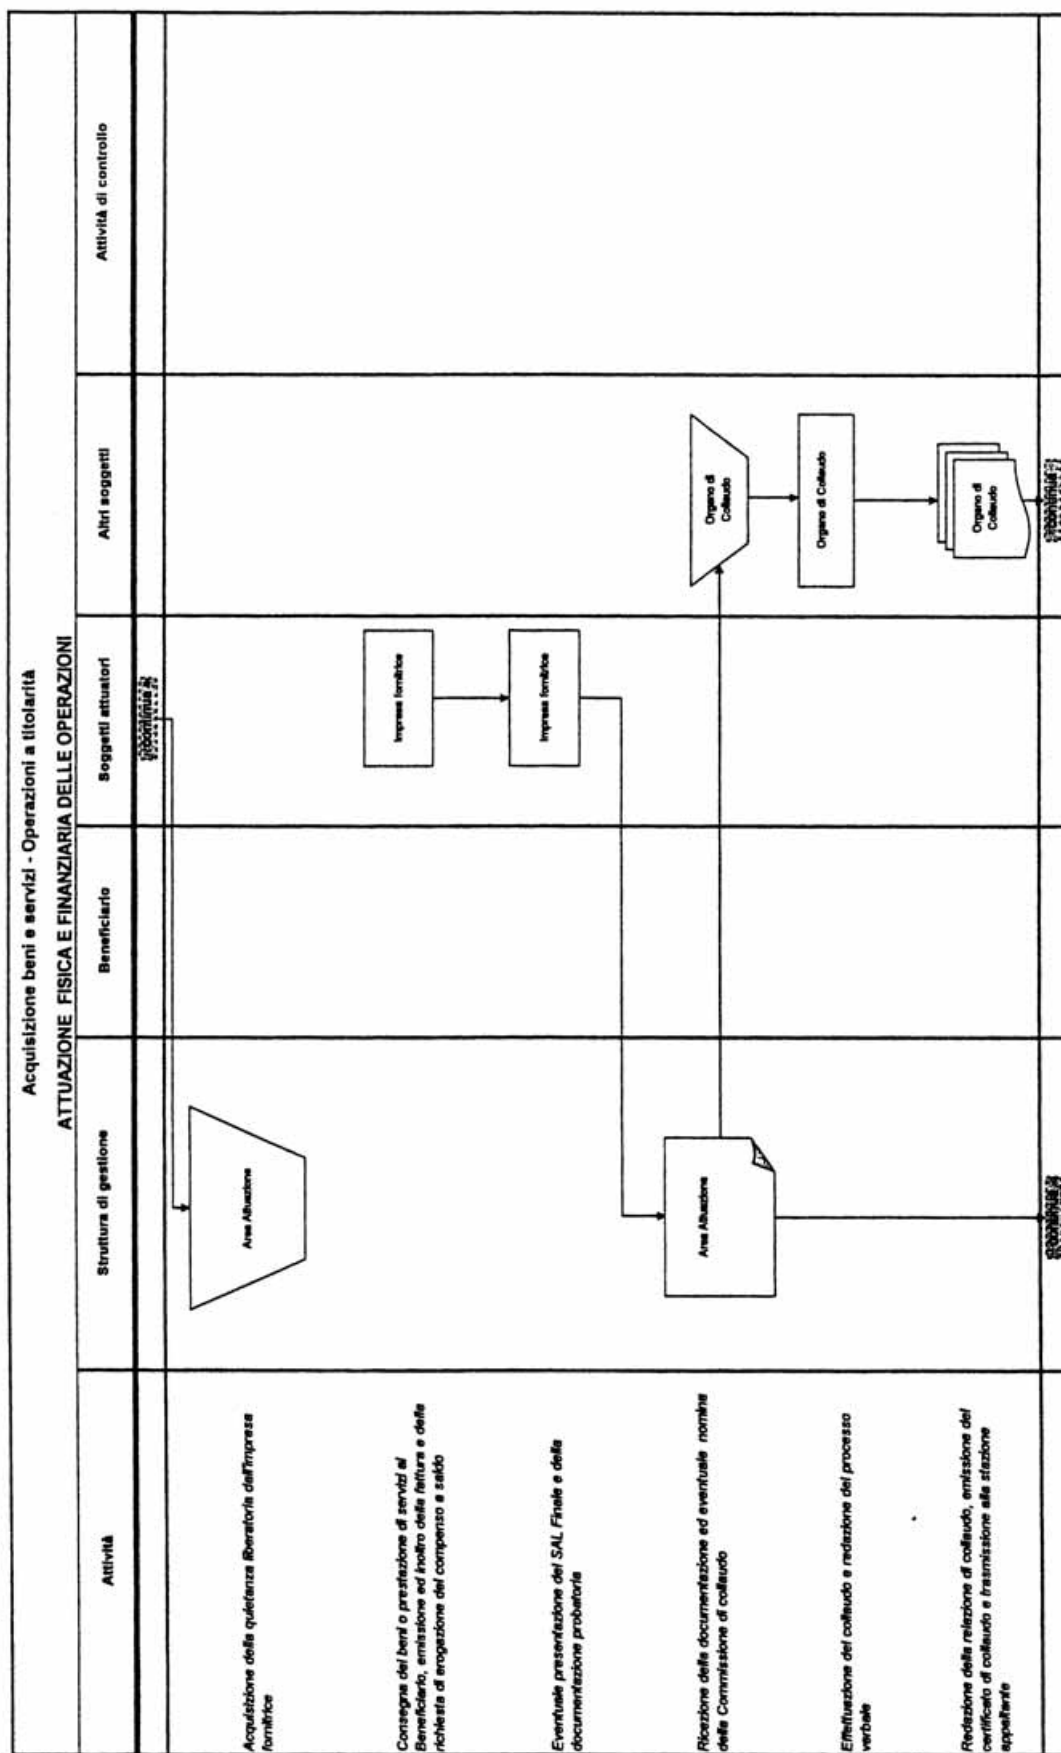 Acquisizione beni e servizi - Operazioni a titolarità
ATTUAZIONE FISICA E FINANZIARIA DELLE OPERAZIONI
Attività
Struttura di gestione
Beneficiario
Soggetti attuatori
Altri soggetti
Attività di controllo
Acquisizione della quietanza liberatoria dall'impresa
fornitrice
Area Attuazione
Consegna dei beni o prestazione di servizi al
Beneficiario, emissione ed inoltro della fattura e della
richiesta di erogazione del compenso a saldo
Impresa fornitrice
Eventuale presentazione del SAL Finale e della
documentazione probatoria
Impresa fornitrice
Ricezione della documentazione ed eventuale nomina
della Commissione di collaudo
Area Attuazione
Organo di
Collaudo
Effettuazione del collaudo e redazione del processo
verbale
Organo di Collaudo
Redazione della relazione di collaudo, emissione del
certificato di collaudo e trasmissione alla stazione
appaltante
Organo di
Collaudo